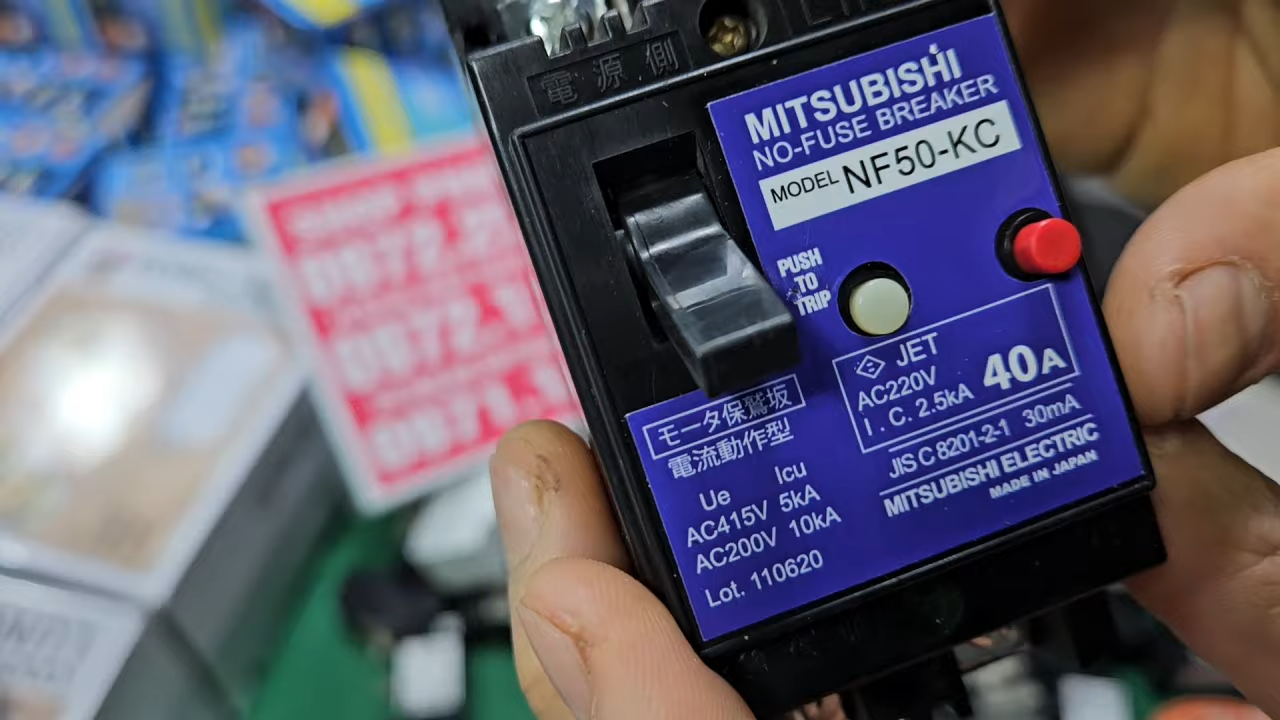 電源側
MITSUBISHI
NO-FUSE BREAKER
MODEL NF50-KC
PUSH
TO
TRIP
JET
AC220V
I.C. 2.5kA
40A
JIS C 8201-2-1 30mA
MITSUBISHI ELECTRIC
MADE IN JAPAN
モータ保鷲坂
電流動作型
Ue Icu
AC415V 5kA
AC200V 10kA
Lot. 110620